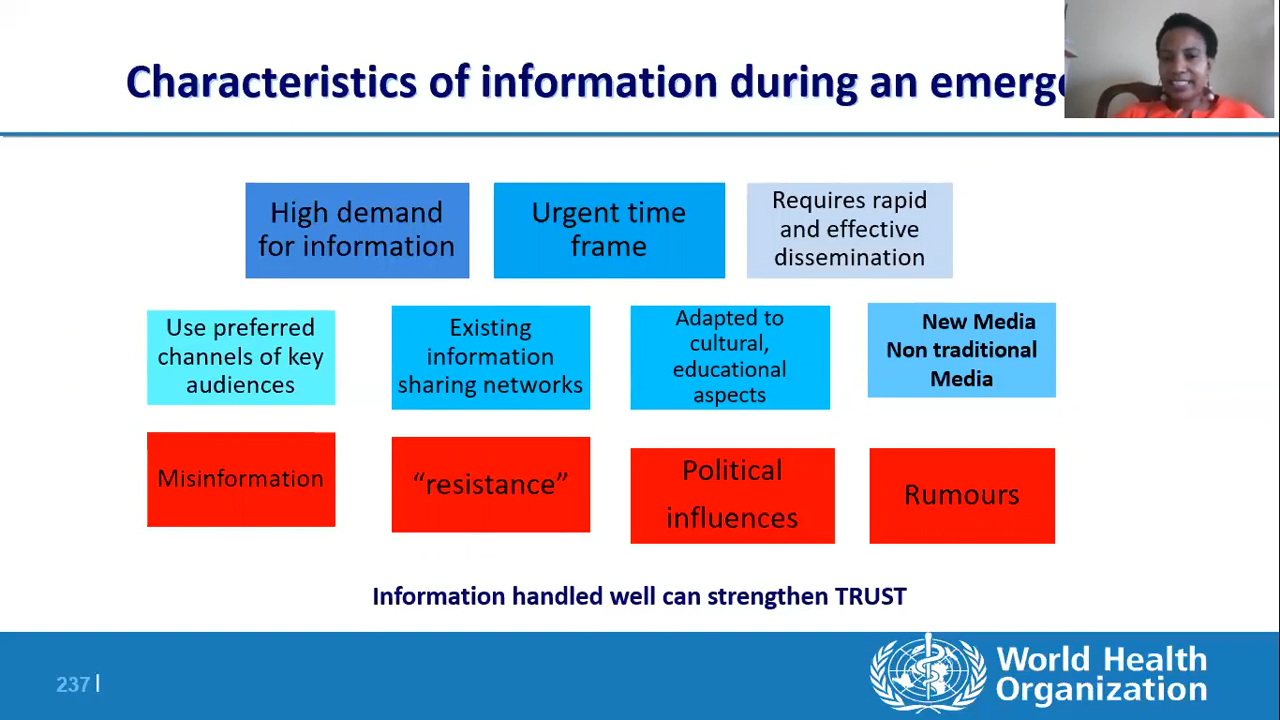 Characteristics of information during an emerge
High demand
for information
Urgent time
frame
Requires rapid
and effective
dissemination
Use preferred
channels of key
audiences
Existing
information
sharing networks
Adapted to
cultural,
educational
aspects
New Media
Non traditional
Media
Misinformation
“resistance”
Political
influences
Rumours
Information handled well can strengthen TRUST
237 |
World Health
Organization